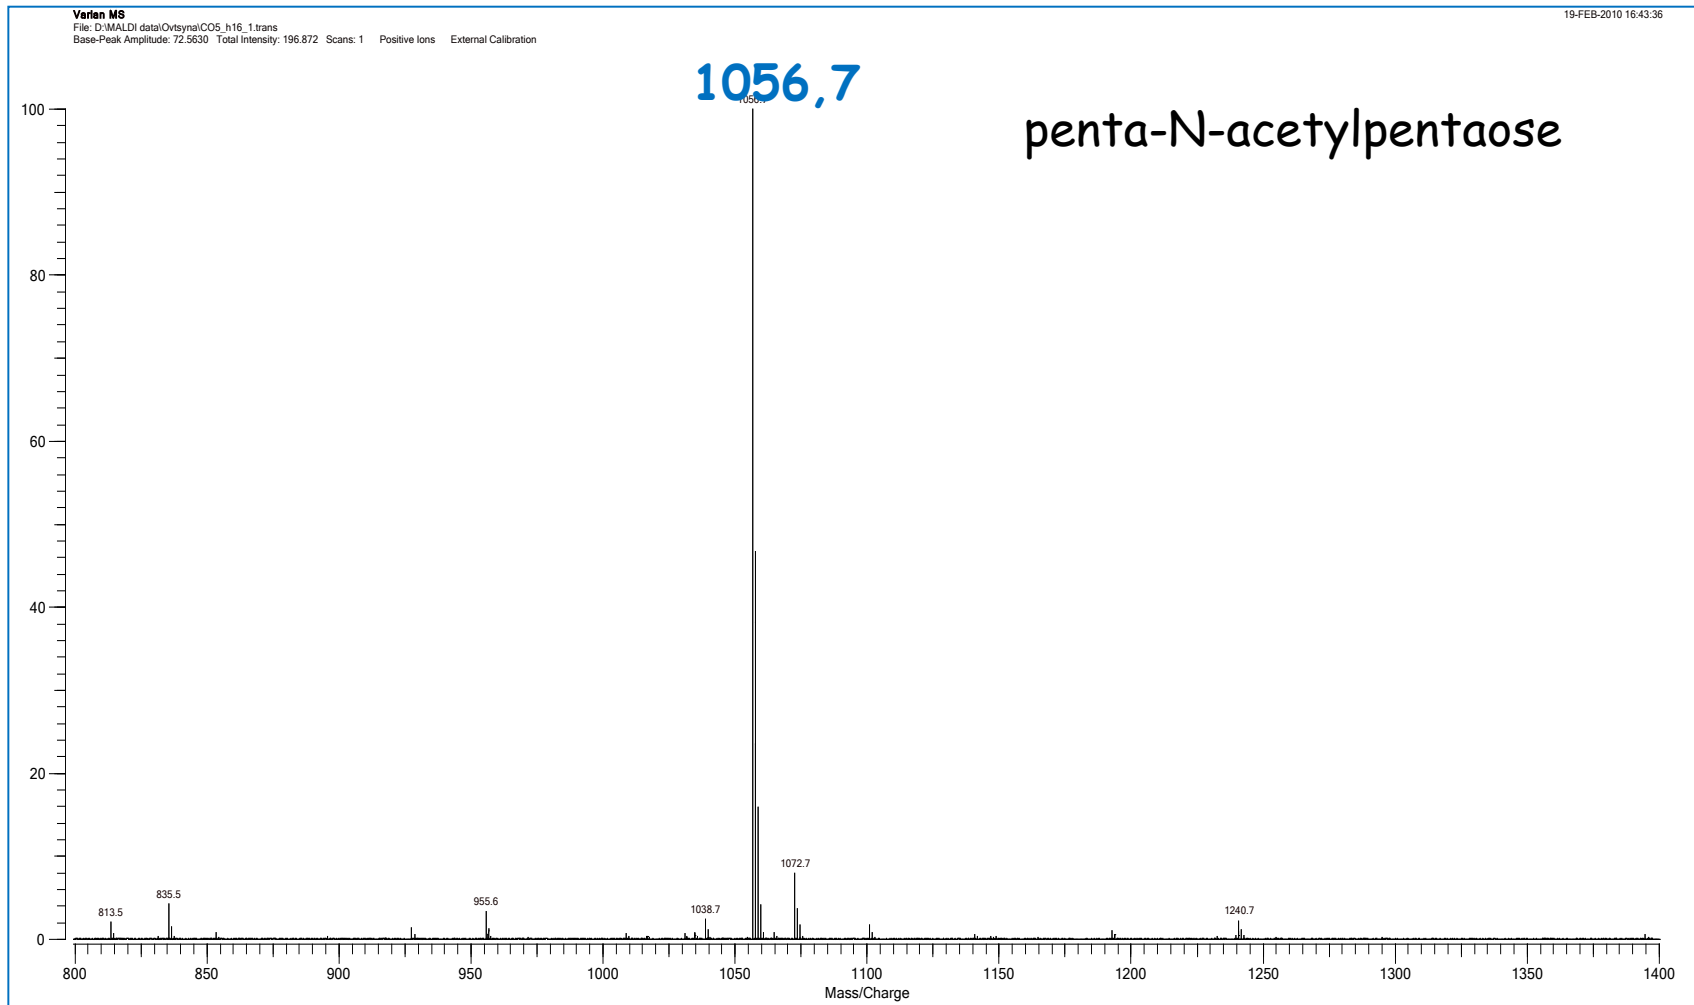 Varian MS
19-FEB-2010 16:43:36
File: D:\MALDI data\Ovtsyna\CO5_h16_1.trans
Base-Peak Amplitude: 72.5630 Total Intensity: 196.872 Scans: 1 Positive Ions External Calibration
1056,7
1056.7
penta-N-acetylpentaose
100
80
60
40
20
0
813.5
835.5
955.6
1038.7
1072.7
1240.7
800 850 900 950 1000 1050 1100 1150 1200 1250 1300 1350 1400
Mass/Charge